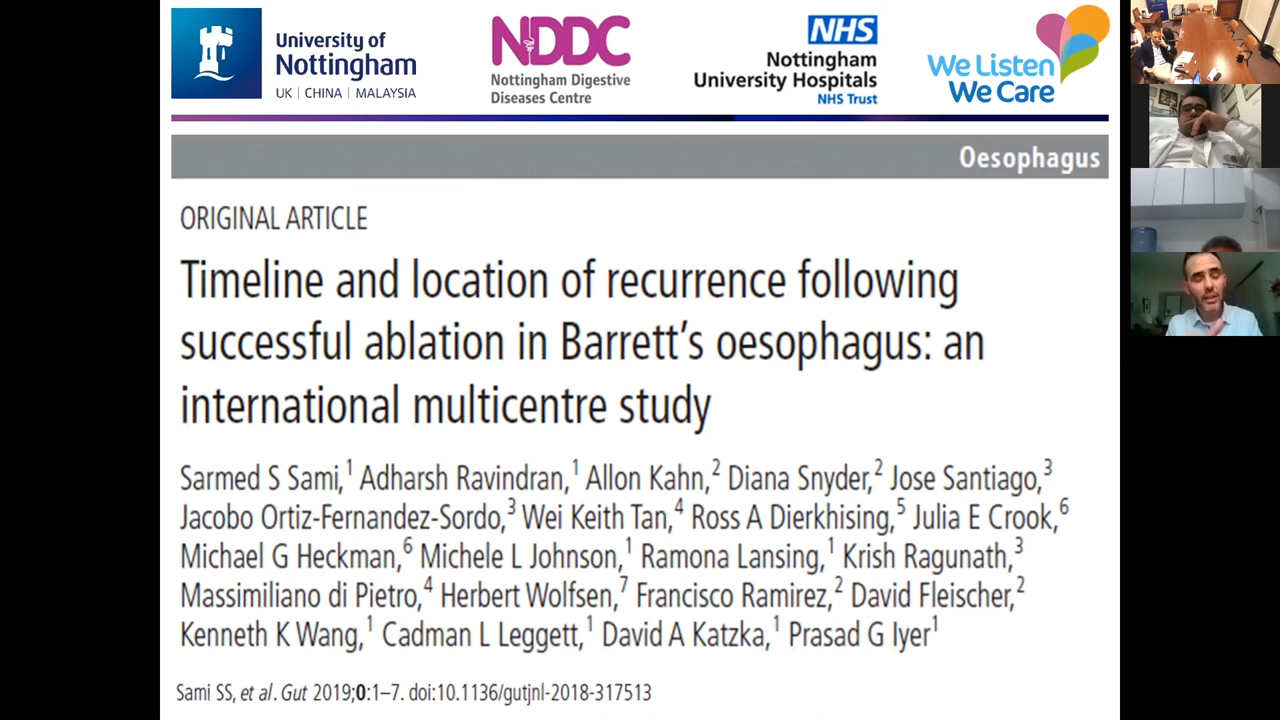 University of
Nottingham
UK | CHINA | MALAYSIA
NDDC
Nottingham Digestive
Diseases Centre
NHS
Nottingham
University Hospitals
NHS Trust
We Listen
We Care
Oesophagus
ORIGINAL ARTICLE
Timeline and location of recurrence following
successful ablation in Barrett’s oesophagus: an
international multicentre study
Sarmed S Sami,1 Adharsh Ravindran,1 Allon Kahn,2 Diana Snyder,2 Jose Santiago,3
Jacobo Ortiz-Fernandez-Sordo,3 Wei Keith Tan,4 Ross A Dierkhising,5 Julia E Crook,6
Michael G Heckman,6 Michele L Johnson,1 Ramona Lansing,1 Krish Ragunath,3
Massimiliano di Pietro,4 Herbert Wolfsen,7 Francisco Ramirez,2 David Fleischer,2
Kenneth K Wang,1 Cadman L Leggett,1 David A Katzka,1 Prasad G Iyer1
Sami SS, et al. Gut 2019;0:1–7. doi:10.1136/gutjnl-2018-317513